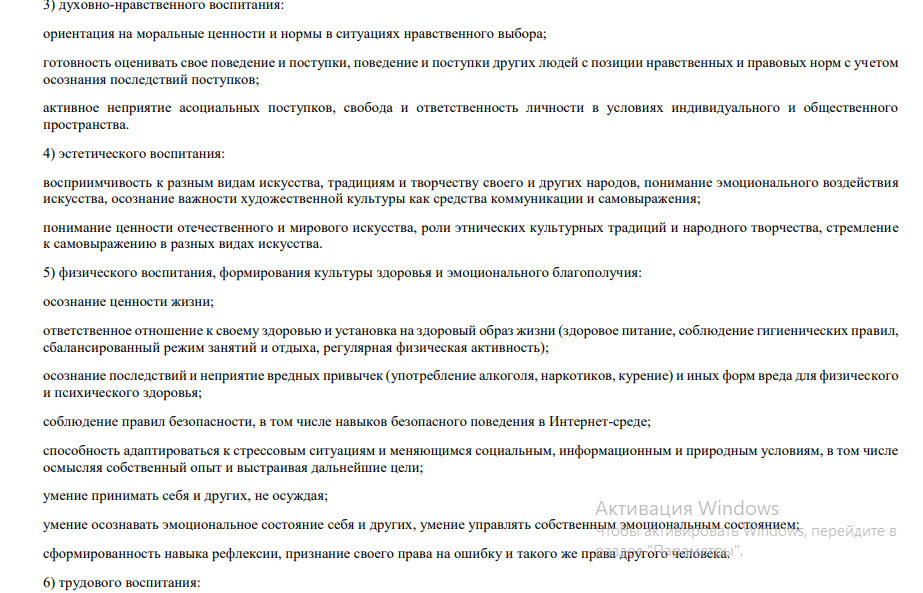 3) духовно-нравственного воспитания:
ориентация на моральные ценности и нормы в ситуациях нравственного выбора;
готовность оценивать свое поведение и поступки, поведение и поступки других людей с позиции нравственных и правовых норм с учетом
осознания последствий поступков;
активное неприятие асоциальных поступков, свобода и ответственность личности в условиях индивидуального и общественного
пространства.
4) эстетического воспитания:
восприимчивость к разным видам искусства, традициям и творчеству своего и других народов, понимание эмоционального воздействия
искусства, осознание важности художественной культуры как средства коммуникации и самовыражения;
понимание ценности отечественного и мирового искусства, роли этнических культурных традиций и народного творчества, стремление
к самовыражению в разных видах искусства.
5) физического воспитания, формирования культуры здоровья и эмоционального благополучия:
осознание ценности жизни;
ответственное отношение к своему здоровью и установка на здоровый образ жизни (здоровое питание, соблюдение гигиенических правил,
сбалансированный режим занятий и отдыха, регулярная физическая активность);
осознание последствий и неприятие вредных привычек (употребление алкоголя, наркотиков, курение) и иных форм вреда для физического
и психического здоровья;
соблюдение правил безопасности, в том числе навыков безопасного поведения в Интернет-среде;
способность адаптироваться к стрессовым ситуациям и меняющимся социальным, информационным и природным условиям, в том числе
осмысляя собственный опыт и выстраивая дальнейшие цели;
умение принимать себя и других, не осуждая;
Активация Windows
умение осознавать эмоциональное состояние себя и других, умение управлять собственным эмоциональным состоянием;
Чтобы активировать Windows, перейдите в
раздел "Параметры".
сформированность навыка рефлексии, признание своего права на ошибку и такого же права другого человека.
6) трудового воспитания: